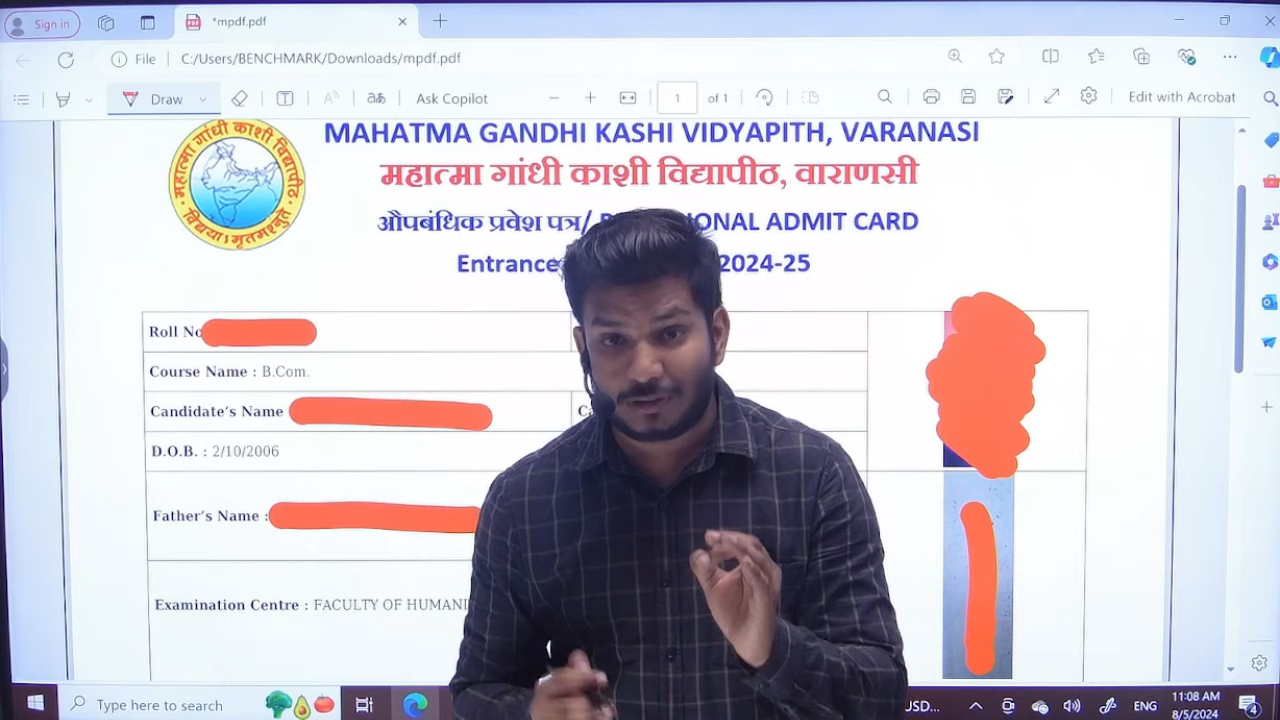 Sign in
*mpdf.pdf
File
C:/Users/BENCHMARK/Downloads/mpdf.pdf
Draw
Ask Copilot
1 of 1
Edit with Acrobat
MAHATMA GANDHI KASHI VIDYAPITH, VARANASI
महात्मा गांधी काशी विद्यापीठ, वाराणसी
महात्मा गांधी काशी विद्यापीठ
औपबंधिक प्रवेश पत्र/ ADMIT CARD
Entrance 2024-25
Roll No
Course Name : B.Com.
Candidate's Name
D.O.B. : 2/10/2006
Father's Name :
Examination Centre : FACULTY OF
Type here to search
USD...
ENG
11:08 AM
8/5/2024
4